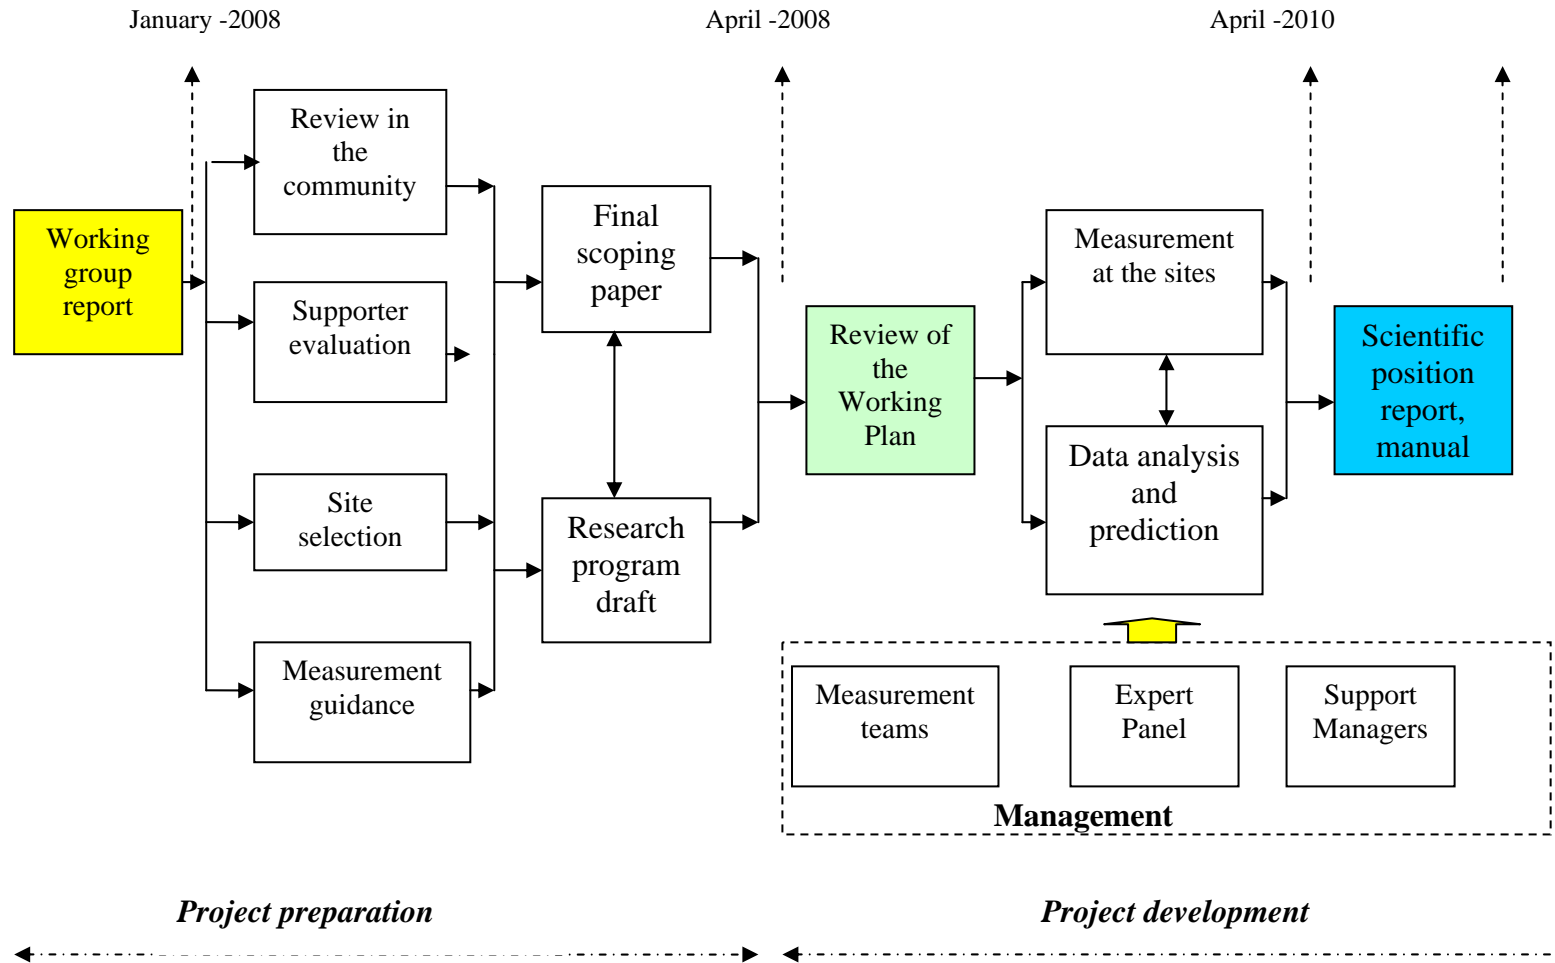 January -2008
April -2008
April -2010
Review in
the
community
Working
group
report
Supporter
evaluation
Site
selection
Measurement
guidance
Final
scoping
paper
Research
program
draft
Review of
the
Working
Plan
Measurement
at the sites
Data analysis
and
prediction
Scientific
position
report,
manual
Measurement
teams
Expert
Panel
Support
Managers
Management
Project preparation
Project development